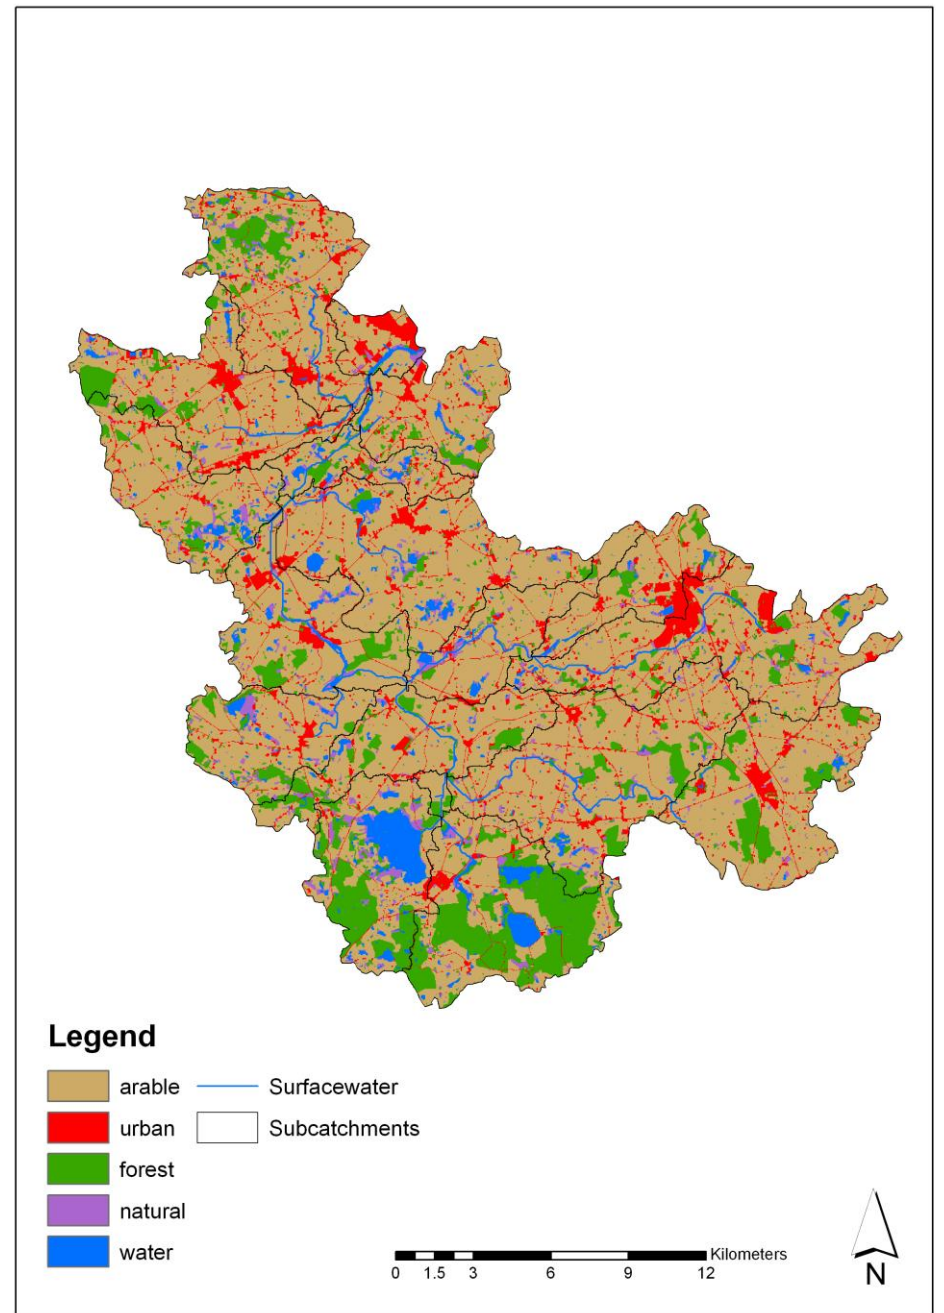 Legend
arable
Surfacewater
urban
Subcatchments
forest
natural
water
Kilometers
0 1.5 3 6 9 12
N